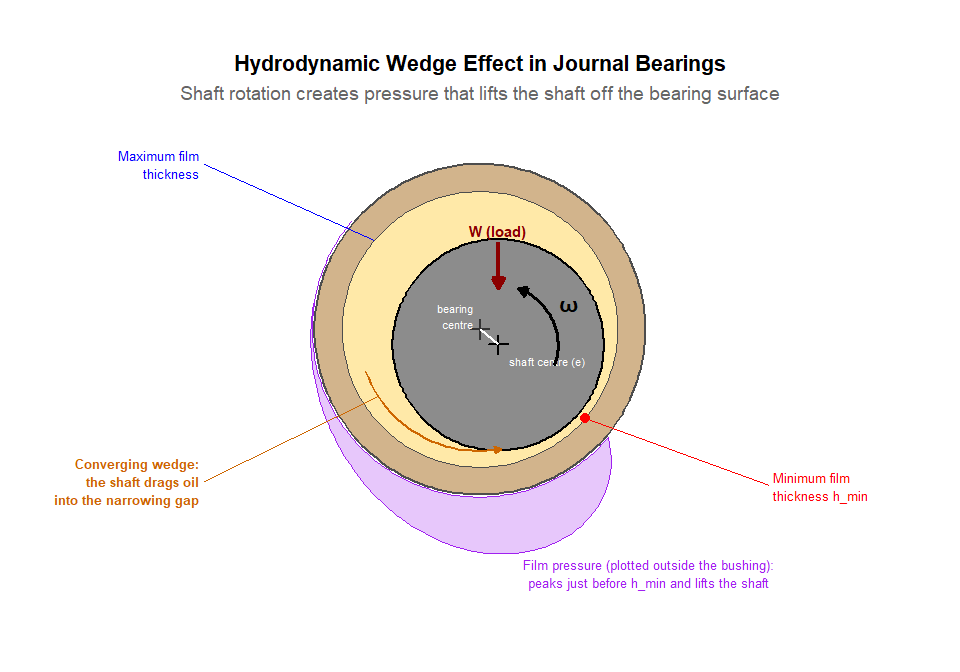 Hydrodynamic Wedge Effect in Journal Bearings
Shaft rotation creates pressure that lifts the shaft off the bearing surface
Maximum film
thickness
W (load)
ω
bearing
centre
shaft centre (e)
Converging wedge:
the shaft drags oil
into the narrowing gap
Minimum film
thickness h_min
Film pressure (plotted outside the bushing):
peaks just before h_min and lifts the shaft